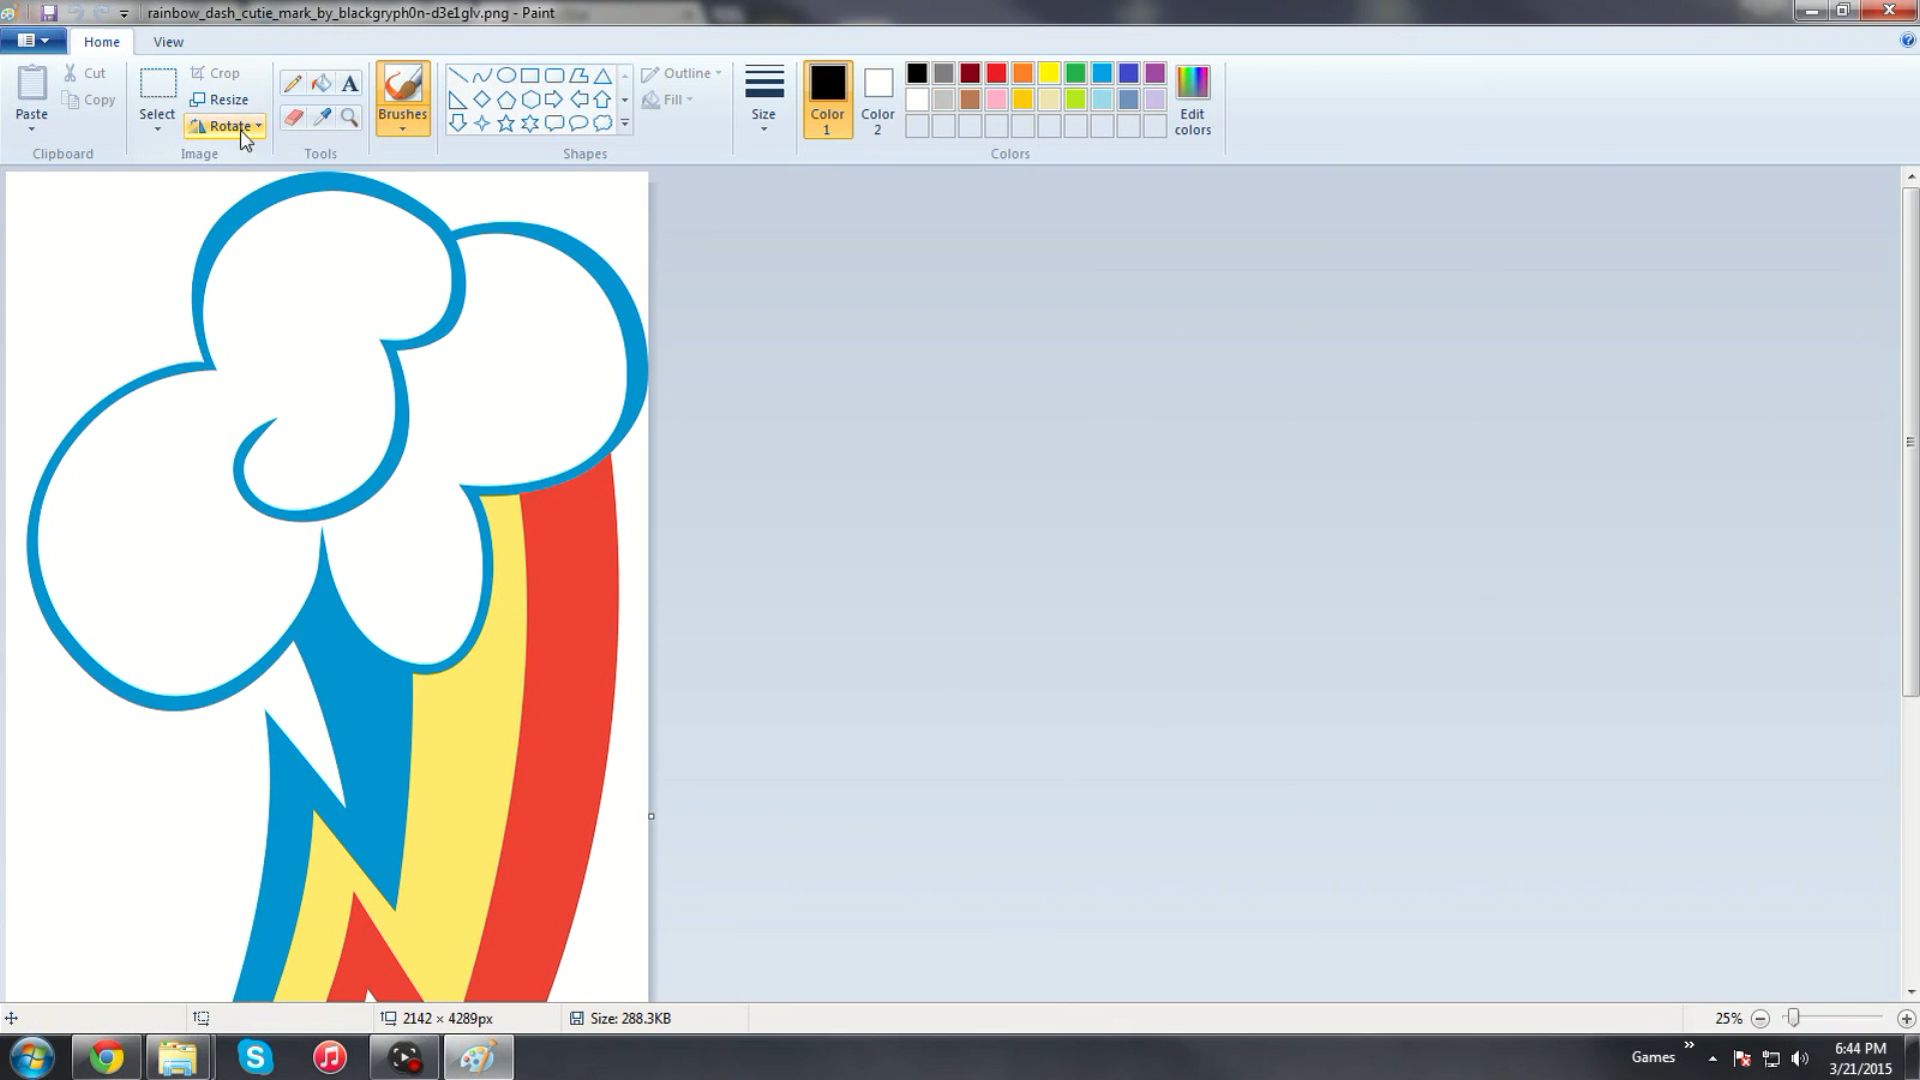 rainbow_dash_cutie_mark_by_blackgryph0n-d3e1glv.png - Paint
Home View
Paste
Cut
Copy
Clipboard
Select
Crop
Resize
Rotate
Image
A
Tools
Brushes
Outline
Fill
Shapes
Size
Color 1
Color 2
Edit colors
Colors
2142 × 4289px
Size: 288.3KB
25%
Games
6:44 PM
3/21/2015